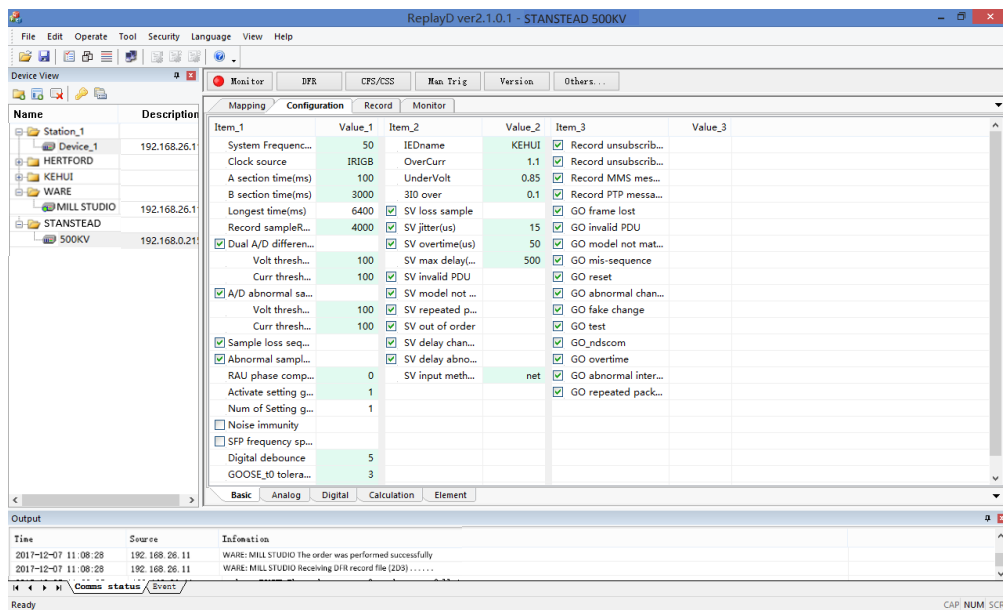 ReplayD ver2.1.0.1 - STANSTEAD 500KV
File Edit Operate Tool Security Language View Help
Device View
Name Description
Station_1
Device_1 192.168.26.1
HERTFORD
KEHUI
WARE
MILL STUDIO 192.168.26.1
STANSTEAD
500KV 192.168.0.21
Monitor DFR CFS/CSS Man Trig Version Others...
Mapping Configuration Record Monitor
Item_1 Value_1 Item_2 Value_2 Item_3 Value_3
System Frequenc... 50 IEDname KEHUI Record unsubscrib...
Clock source IRIGB OverCurr 1.1 Record unsubscrib...
A section time(ms) 100 UnderVolt 0.85 Record MMS mes...
B section time(ms) 3000 3I0 over 0.1 Record PTP messa...
Longest time(ms) 6400 SV loss sample GO frame lost
Record sampleR... 4000 SV jitter(us) 15 GO invalid PDU
Dual A/D differen... SV overtime(us) 50 GO model not mat...
Volt thresh... 100 SV max delay(... 500 GO mis-sequence
Curr thresh... 100 SV invalid PDU GO reset
A/D abnormal sa... SV model not ... GO abnormal chan...
Volt thresh... 100 SV repeated p... GO fake change
Curr thresh... 100 SV out of order GO test
Sample loss seq... SV delay chan... GO_ndscom
Abnormal sampl... SV delay abno... GO overtime
RAU phase comp... 0 SV input meth... net GO abnormal inter...
Activate setting g... 1 GO repeated pack...
Num of Setting g... 1
Noise immunity
SFP frequency sp...
Digital debounce 5
GOOSE_t0 tolera... 3
Basic Analog Digital Calculation Element
Output
Time Source Infomation
2017-12-07 11:08:28 192.168.26.11 WARE: MILL STUDIO The order was performed successfully
2017-12-07 11:08:28 192.168.26.11 WARE: MILL STUDIO Receiving DFR record file (2D3) . . . . . .
Comms status Event
Ready CAP NUM SCR